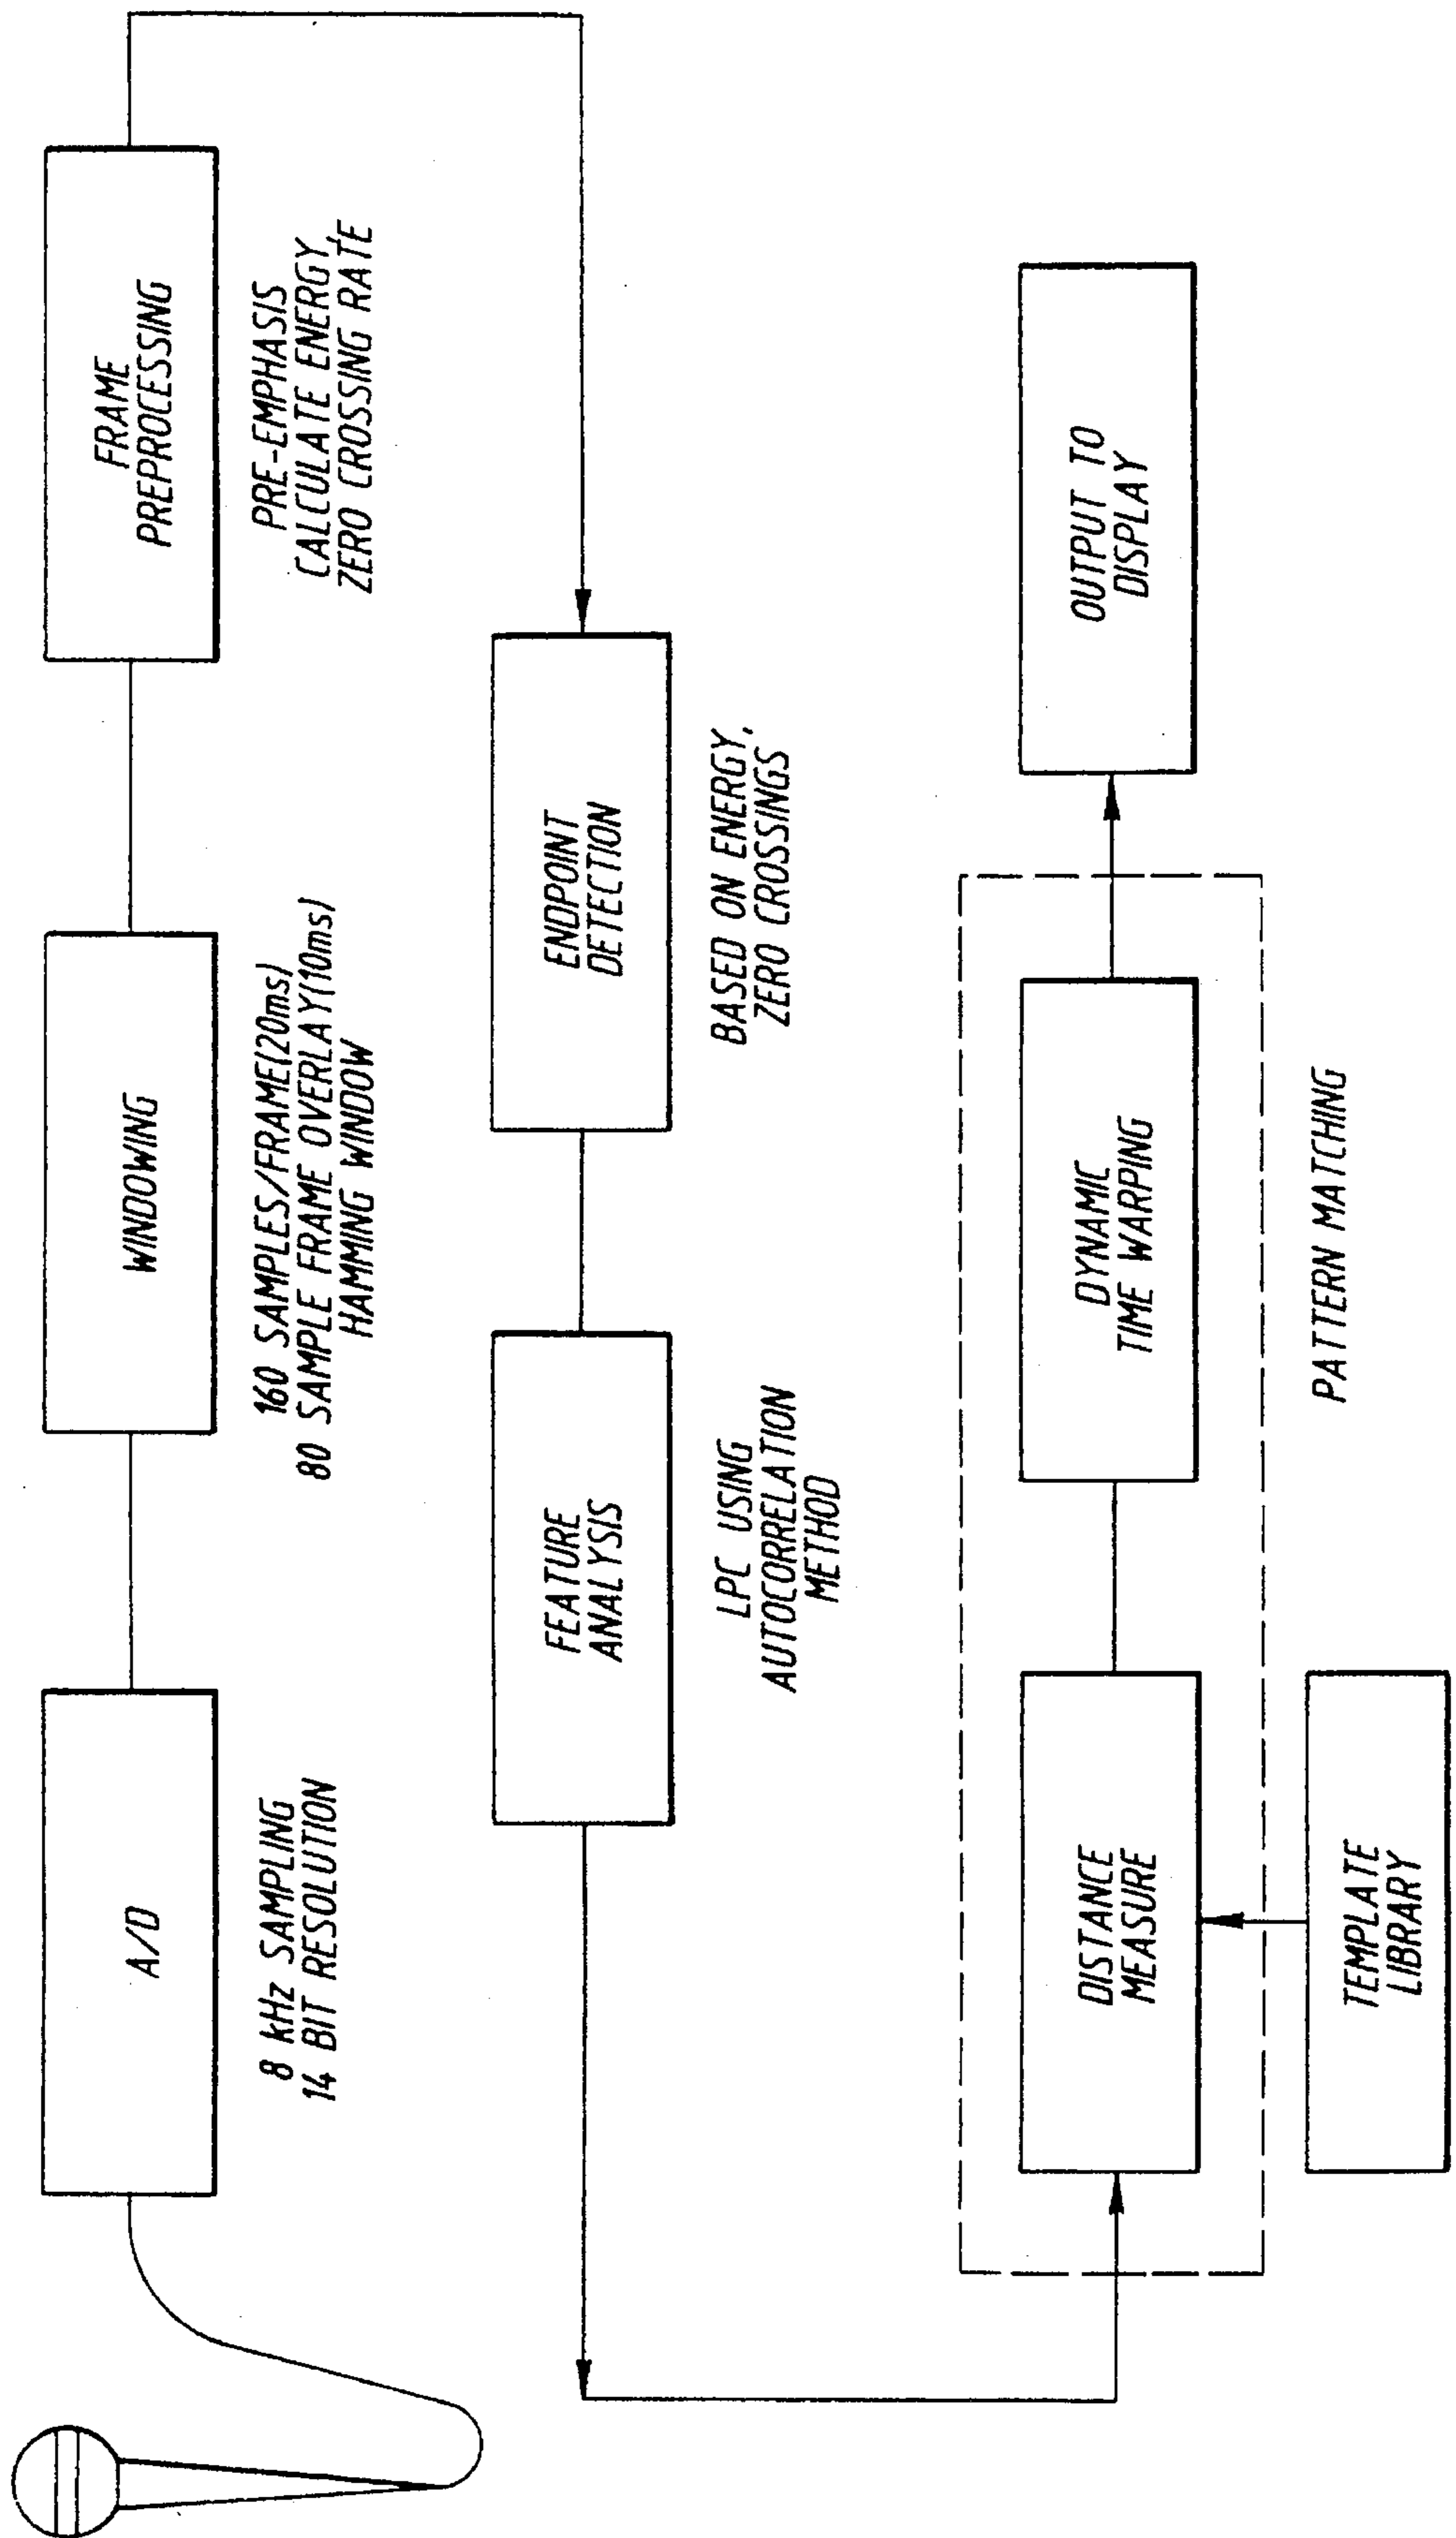 A/D
8 kHz SAMPLING
14 BIT RESOLUTION
WINDOWING
160 SAMPLES/FRAME(20ms)
80 SAMPLE FRAME OVERLAY(10ms)
HAMMING WINDOW
FRAME
PREPROCESSING
PRE-EMPHASIS
CALCULATE ENERGY,
ZERO CROSSING RATE
FEATURE
ANALYSIS
LPC USING
AUTOCORRELATION
METHOD
ENDPOINT
DETECTION
BASED ON ENERGY,
ZERO CROSSINGS
DISTANCE
MEASURE
DYNAMIC
TIME WARPING
OUTPUT TO
DISPLAY
PATTERN MATCHING
TEMPLATE
LIBRARY